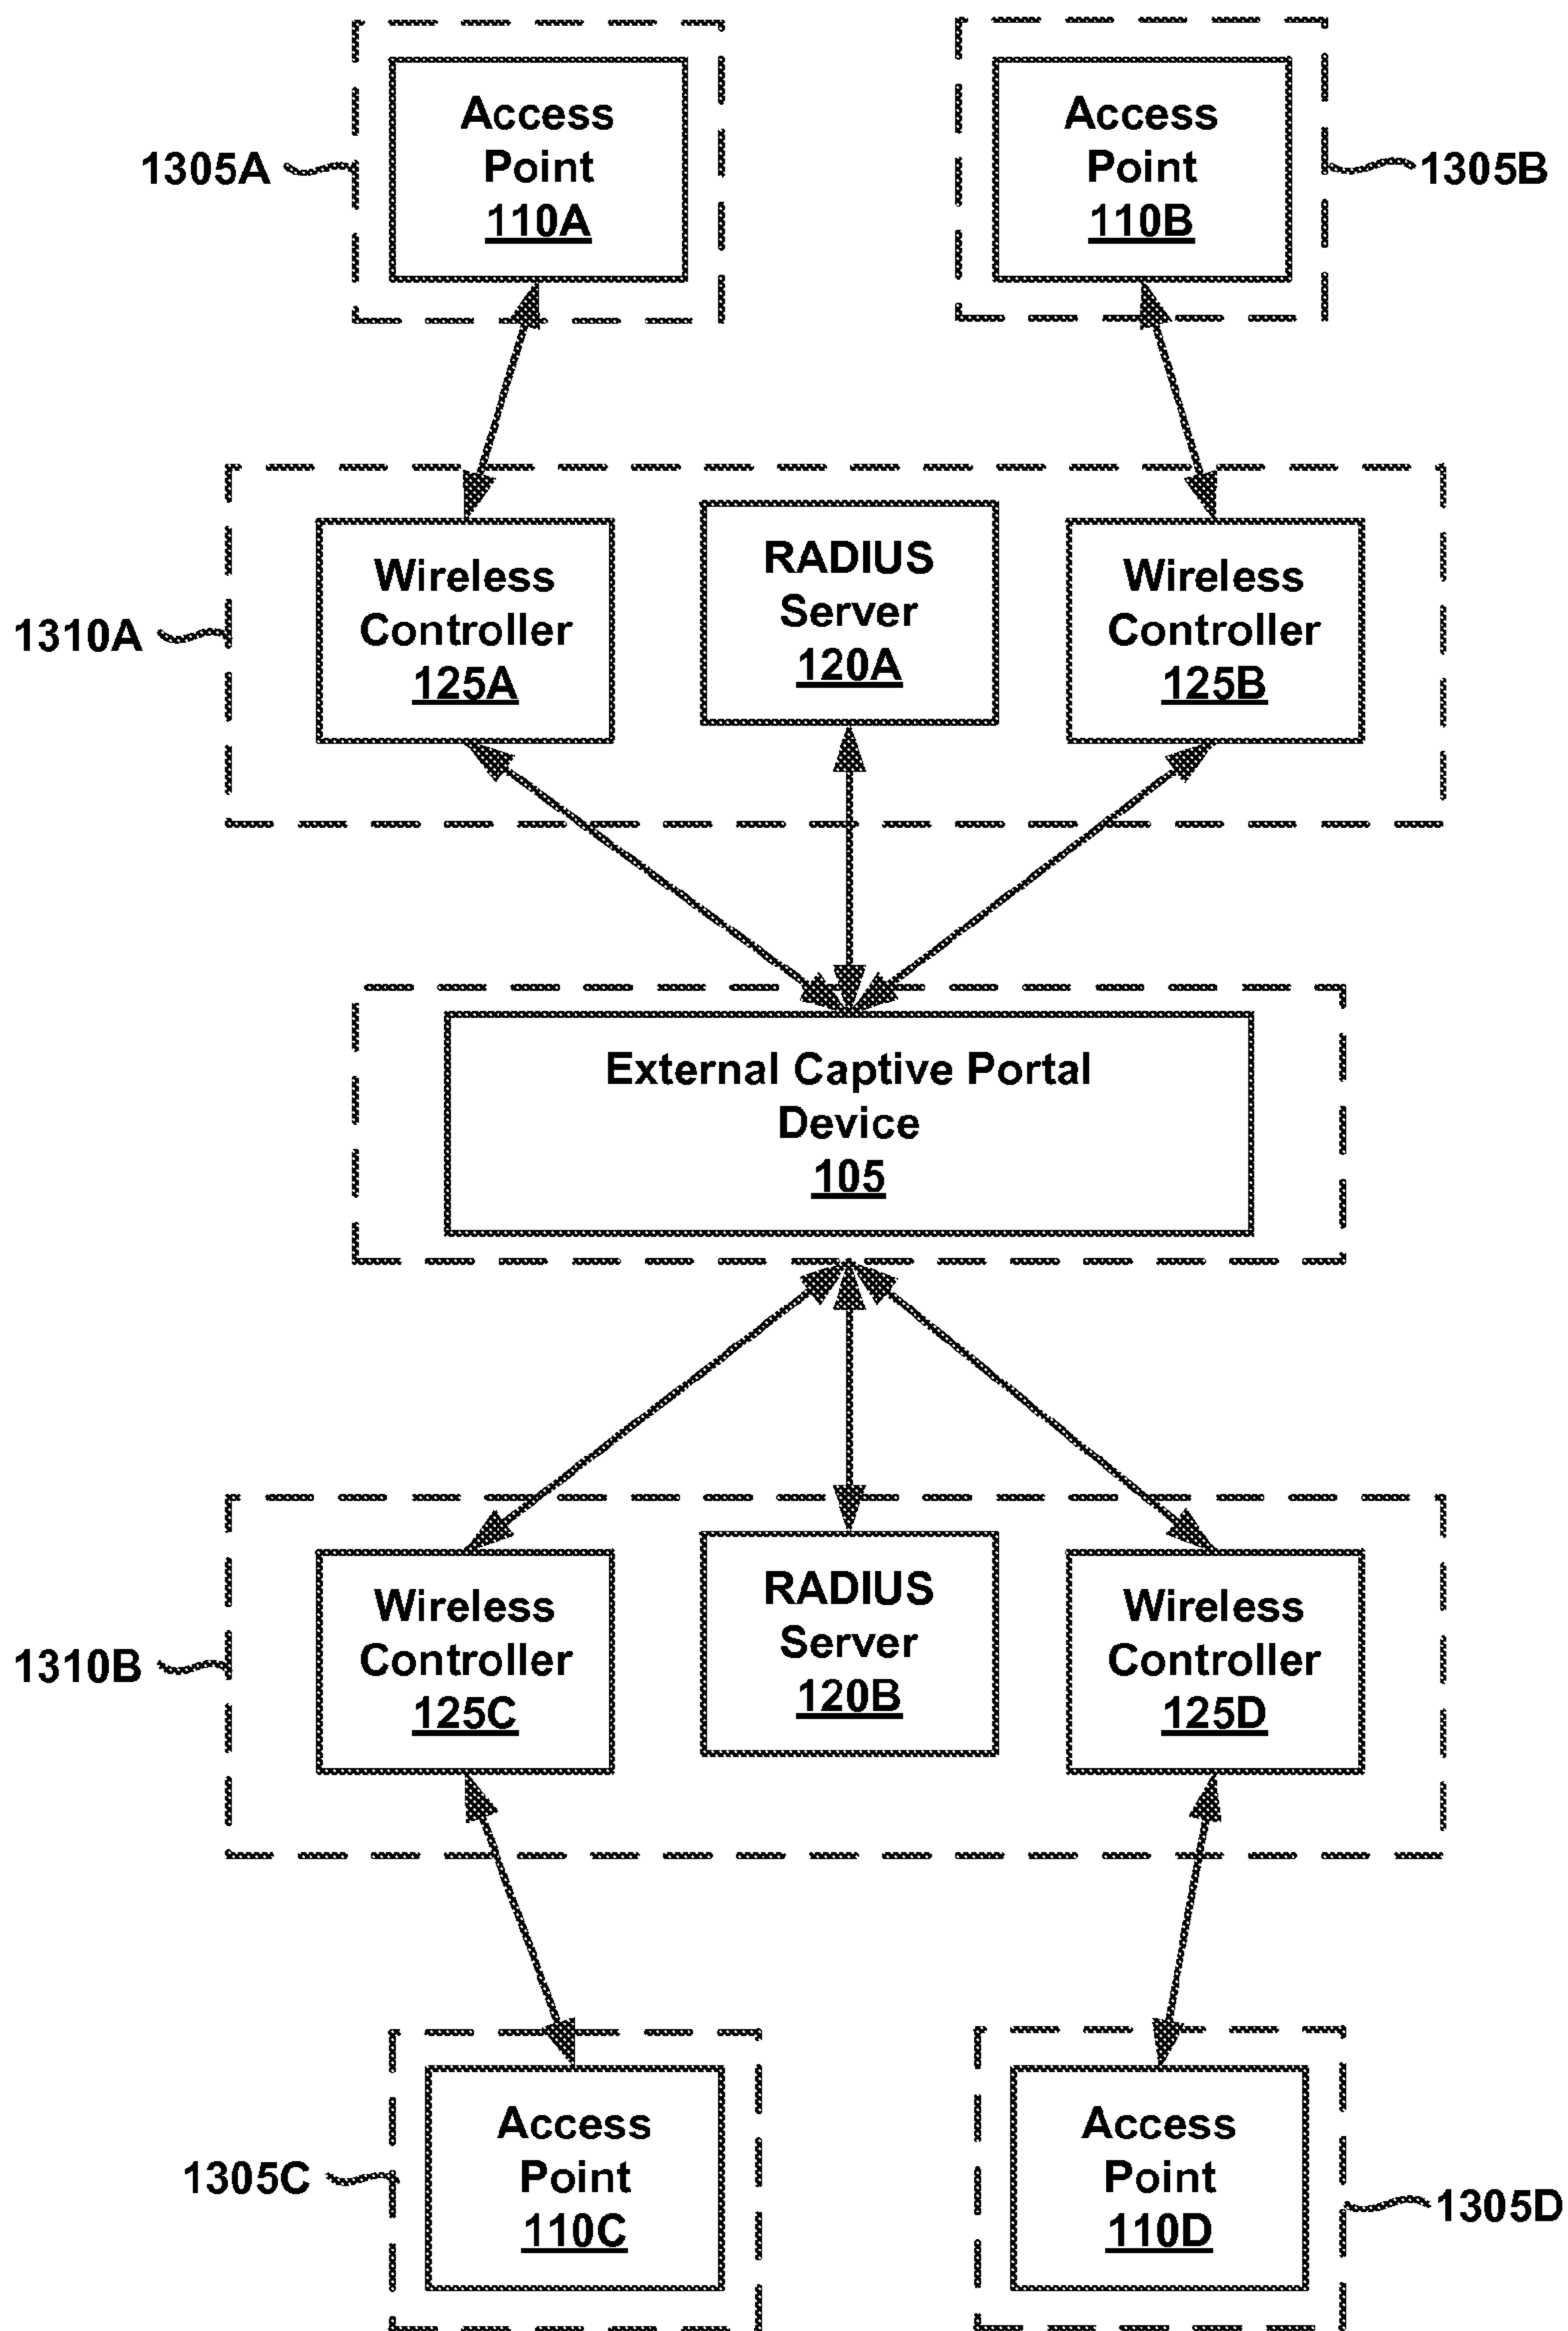 Access
Point
110A
Access
Point
110B
1305A
1305B
Wireless
Controller
125A
RADIUS
Server
120A
Wireless
Controller
125B
1310A
External Captive Portal
Device
105
Wireless
Controller
125C
RADIUS
Server
120B
Wireless
Controller
125D
1310B
Access
Point
110C
Access
Point
110D
1305C
1305D